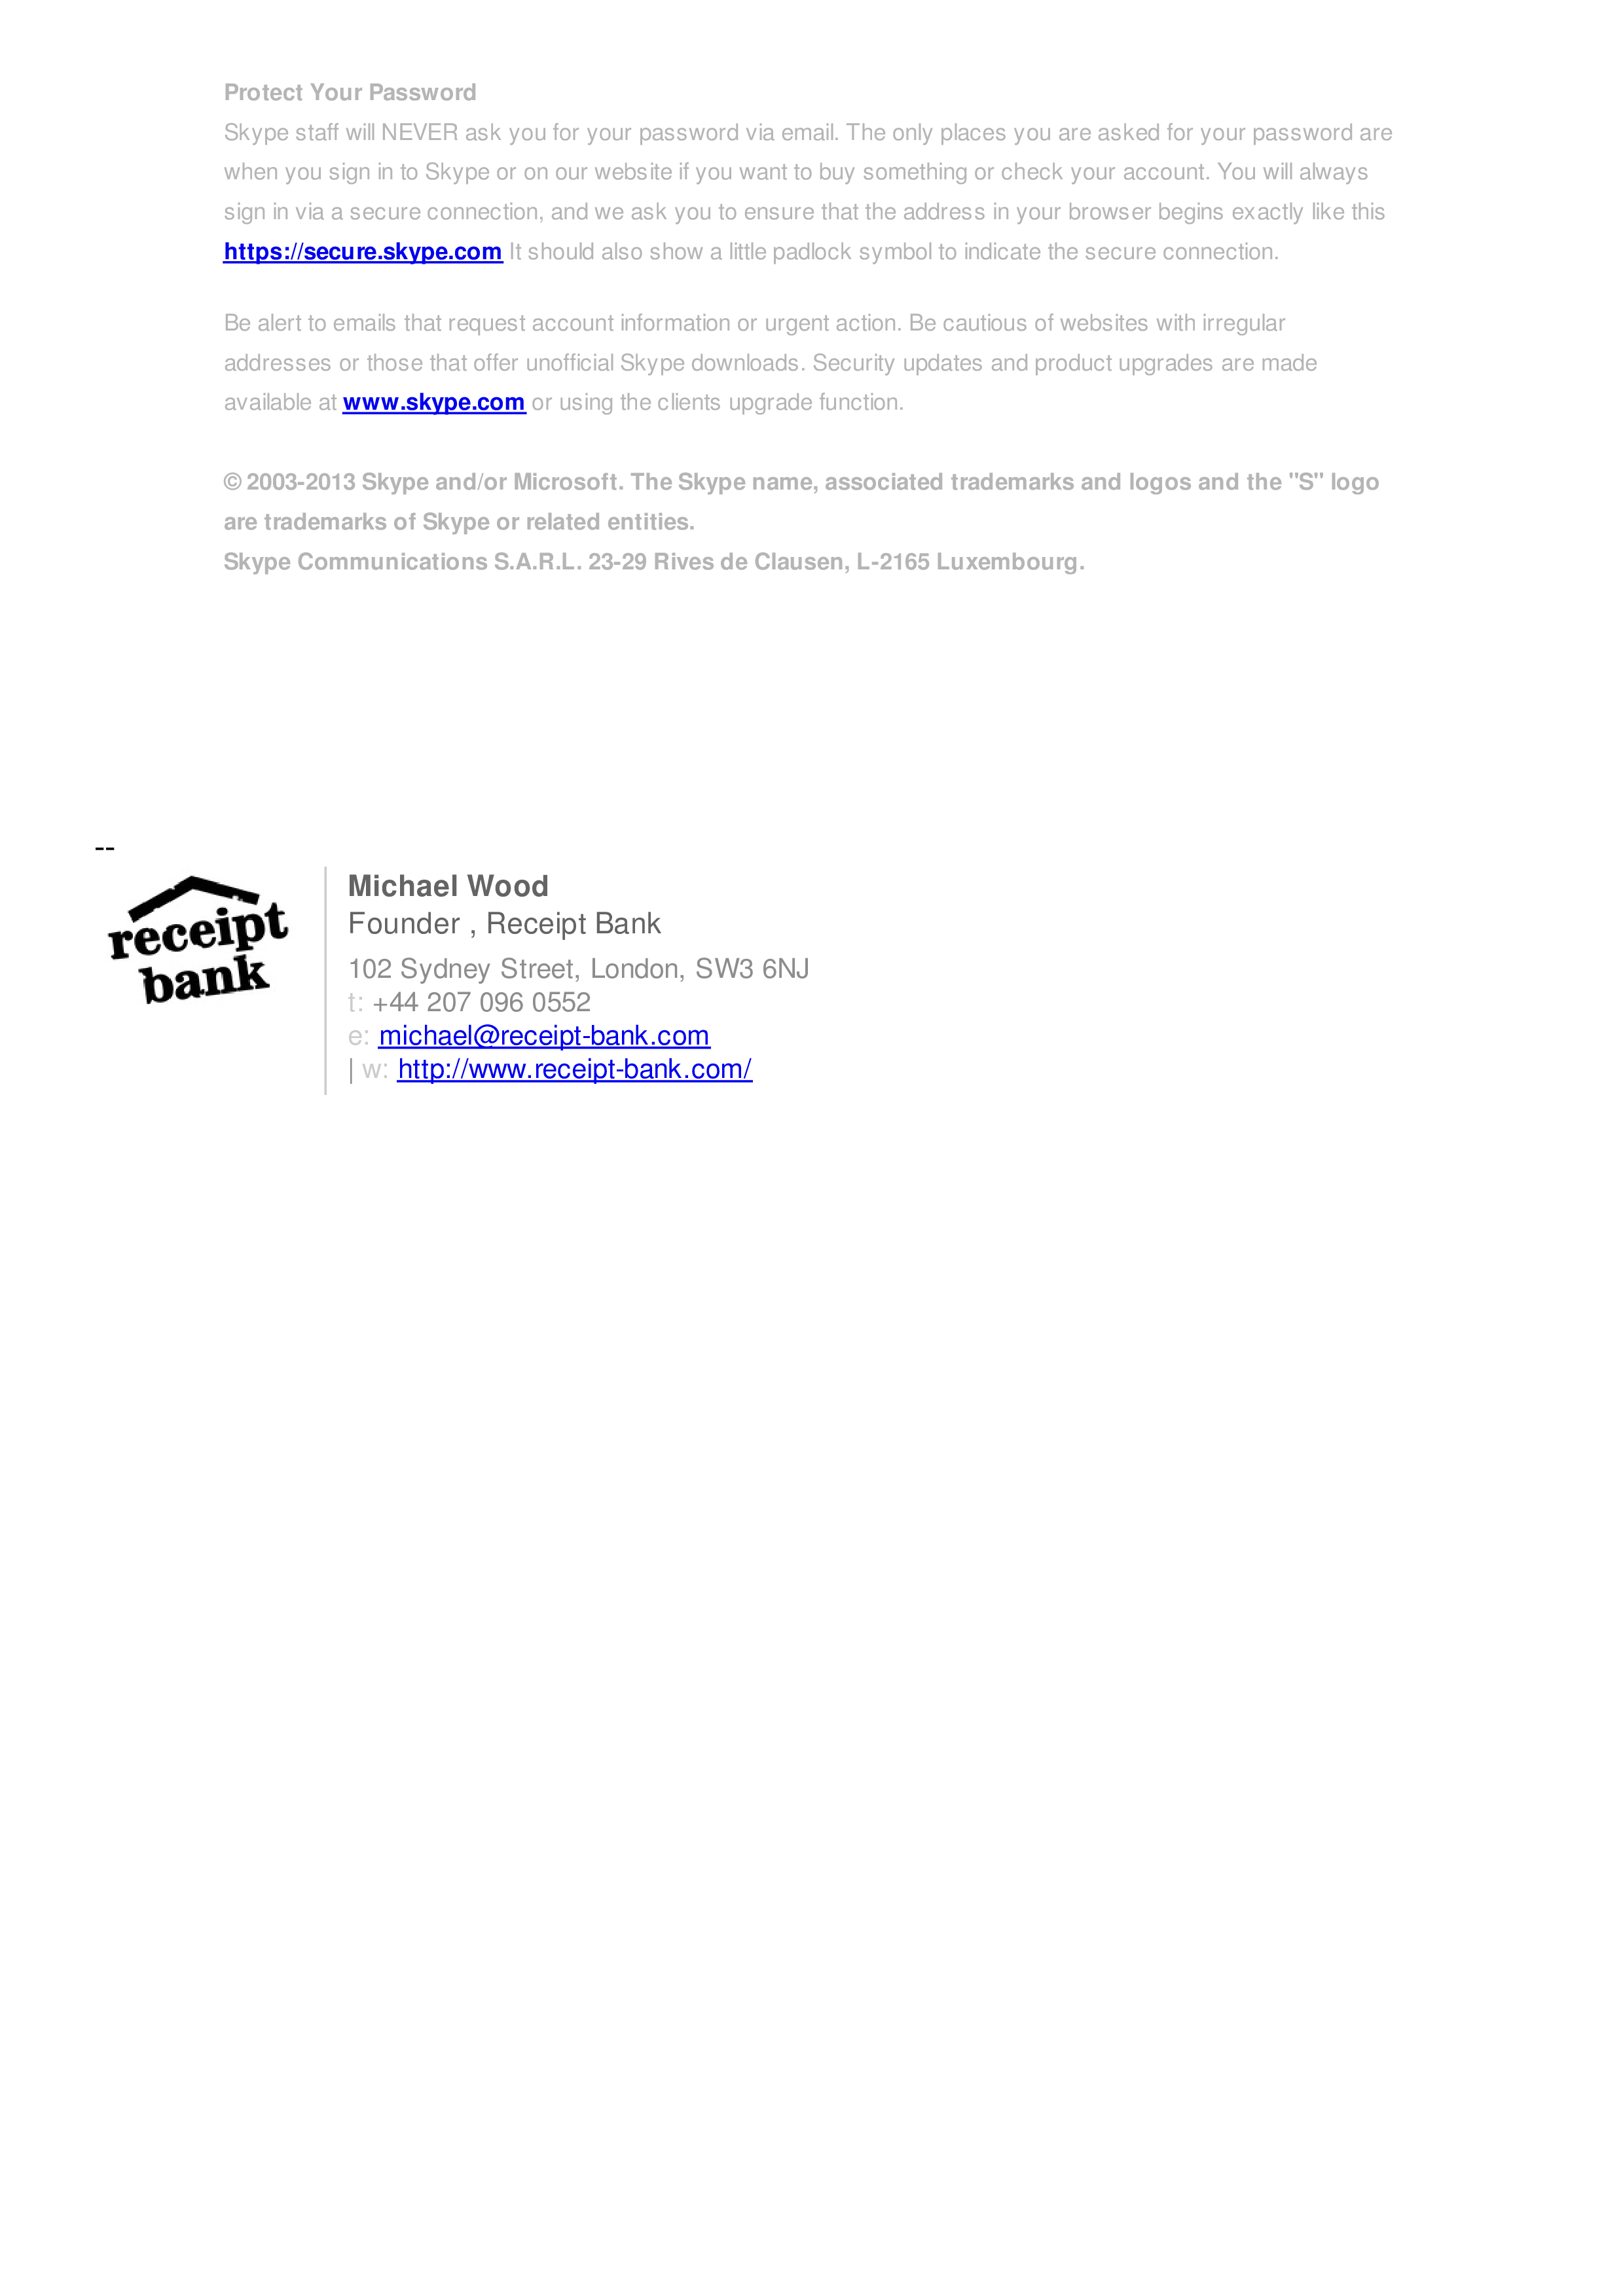 Protect Your Password
Skype staff will NEVER ask you for your password via email. The only places you are asked for your password are
when you sign in to Skype or on our website if you want to buy something or check your account. You will always
sign in via a secure connection, and we ask you to ensure that the address in your browser begins exactly like this
https://secure.skype.com It should also show a little padlock symbol to indicate the secure connection.
Be alert to emails that request account information or urgent action. Be cautious of websites with irregular
addresses or those that offer unofficial Skype downloads. Security updates and product upgrades are made
available at www.skype.com or using the clients upgrade function.
© 2003-2013 Skype and/or Microsoft. The Skype name, associated trademarks and logos and the "S" logo
are trademarks of Skype or related entities.
Skype Communications S.A.R.L. 23-29 Rives de Clausen, L-2165 Luxembourg.
--
receipt
bank
Michael Wood
Founder , Receipt Bank
102 Sydney Street, London, SW3 6NJ
t: +44 207 096 0552
e: michael@receipt-bank.com
| w: http://www.receipt-bank.com/